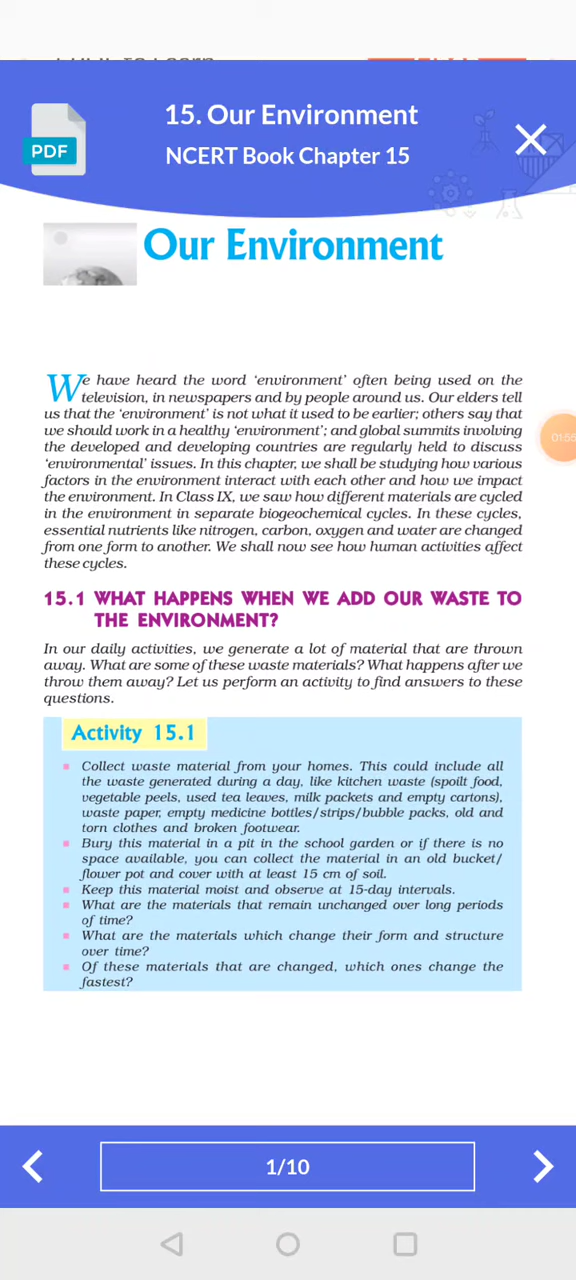 15. Our Environment
PDF
NCERT Book Chapter 15
Our Environment
We have heard the word ‘environment’ often being used on the
television, in newspapers and by people around us. Our elders tell
us that the ‘environment’ is not what it used to be earlier; others say that
we should work in a healthy ‘environment’; and global summits involving
the developed and developing countries are regularly held to discuss
‘environmental’ issues. In this chapter, we shall be studying how various
factors in the environment interact with each other and how we impact
the environment. In Class IX, we saw how different materials are cycled
in the environment in separate biogeochemical cycles. In these cycles,
essential nutrients like nitrogen, carbon, oxygen and water are changed
from one form to another. We shall now see how human activities affect
these cycles.
01:55
15.1 WHAT HAPPENS WHEN WE ADD OUR WASTE TO
THE ENVIRONMENT?
In our daily activities, we generate a lot of material that are thrown
away. What are some of these waste materials? What happens after we
throw them away? Let us perform an activity to find answers to these
questions.
Activity 15.1
Collect waste material from your homes. This could include all
the waste generated during a day, like kitchen waste (spoilt food,
vegetable peels, used tea leaves, milk packets and empty cartons),
waste paper, empty medicine bottles/strips/bubble packs, old and
torn clothes and broken footwear.
Bury this material in a pit in the school garden or if there is no
space available, you can collect the material in an old bucket/
flower pot and cover with at least 15 cm of soil.
Keep this material moist and observe at 15-day intervals.
What are the materials that remain unchanged over long periods
of time?
What are the materials which change their form and structure
over time?
Of these materials that are changed, which ones change the
fastest?
1/10